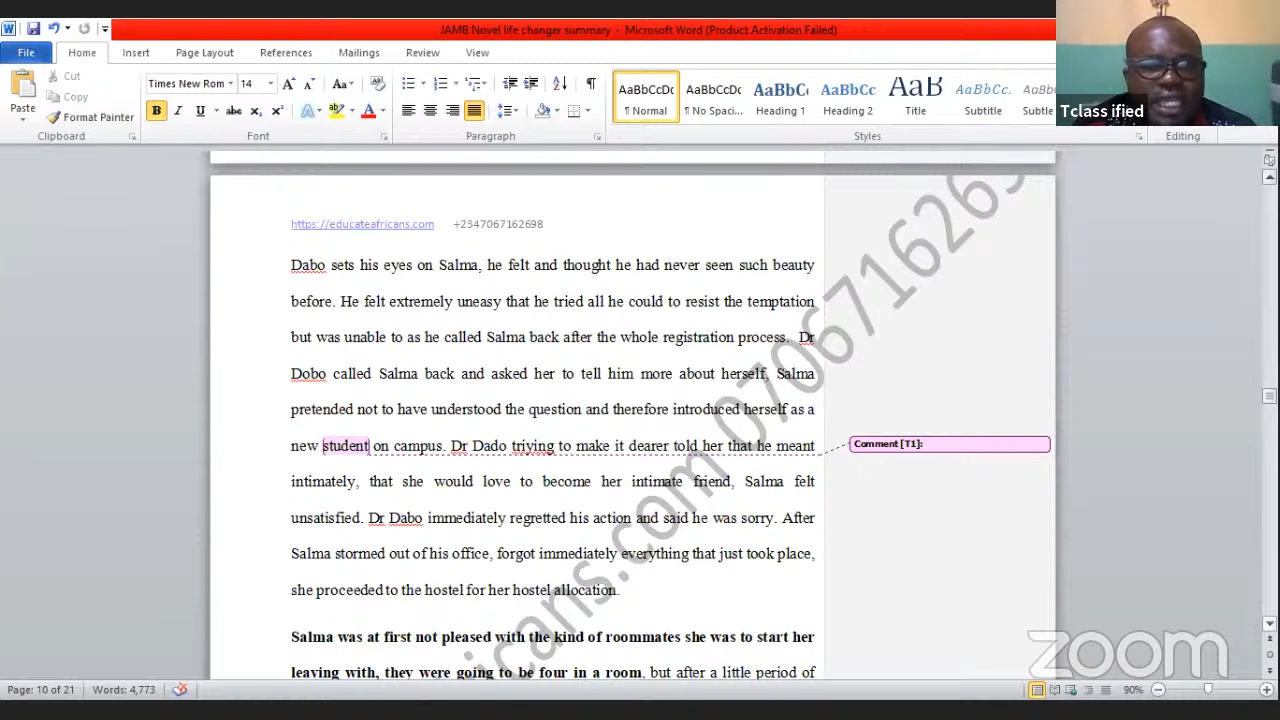 JAMB Novel life changer summary - Microsoft Word (Product Activation Failed)
File Home Insert Page Layout References Mailings Review View
Tclass ified
Paste
Cut
Copy
Format Painter
Times New Rom 14
AaBbCcDc AaBbCcDc AaBbC AaBbCc AaB AaBbCc.
¶ Normal ¶ No Spaci... Heading 1 Heading 2 Title Subtitle Subtle
Clipboard Font Paragraph Styles Editing
https://educateafricans.com +2347067162698
Dabo sets his eyes on Salma, he felt and thought he had never seen such beauty
before. He felt extremely uneasy that he tried all he could to resist the temptation
but was unable to as he called Salma back after the whole registration process. Dr
Dobo called Salma back and asked her to tell him more about herself, Salma
pretended not to have understood the question and therefore introduced herself as a
new student on campus. Dr Dado triying to make it dearer told her that he meant
Comment [T1]:
intimately, that she would love to become her intimate friend, Salma felt
unsatisfied. Dr Dabo immediately regretted his action and said he was sorry. After
Salma stormed out of his office, forgot immediately everything that just took place,
she proceeded to the hostel for her hostel allocation.
Salma was at first not pleased with the kind of roommates she was to start her
leaving with, they were going to be four in a room, but after a little period of
icans.com 0706716269
zoom
Page: 10 of 21 Words: 4,773 90%